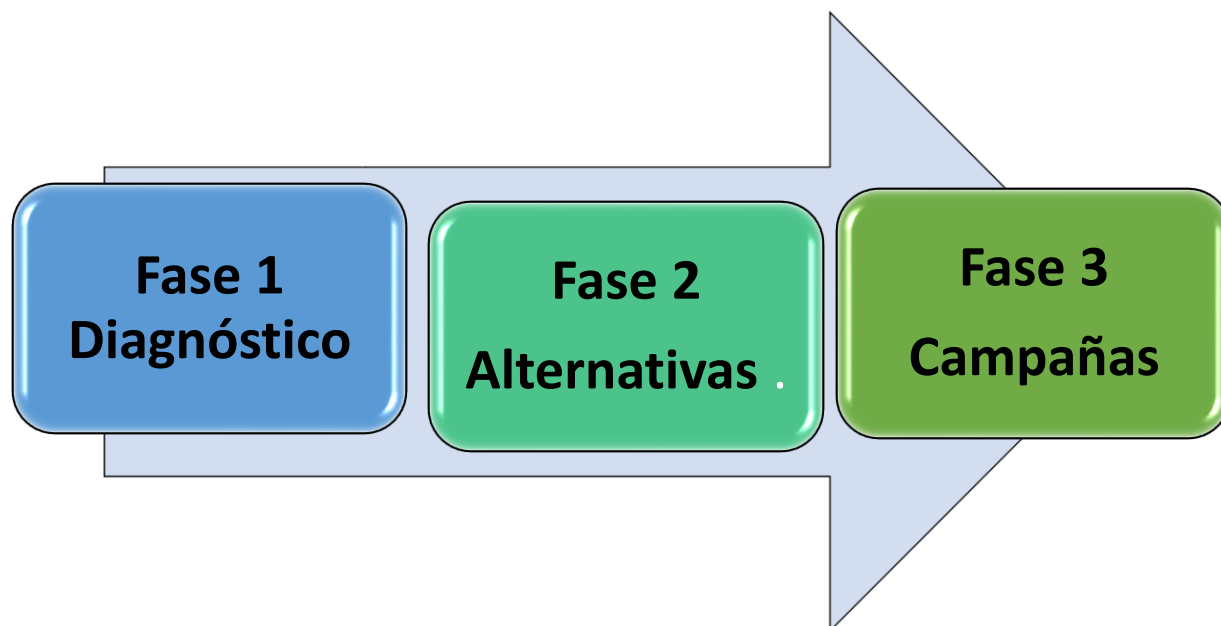 Fase 1
Diagnóstico
Fase 2
Alternativas .
Fase 3
Campañas